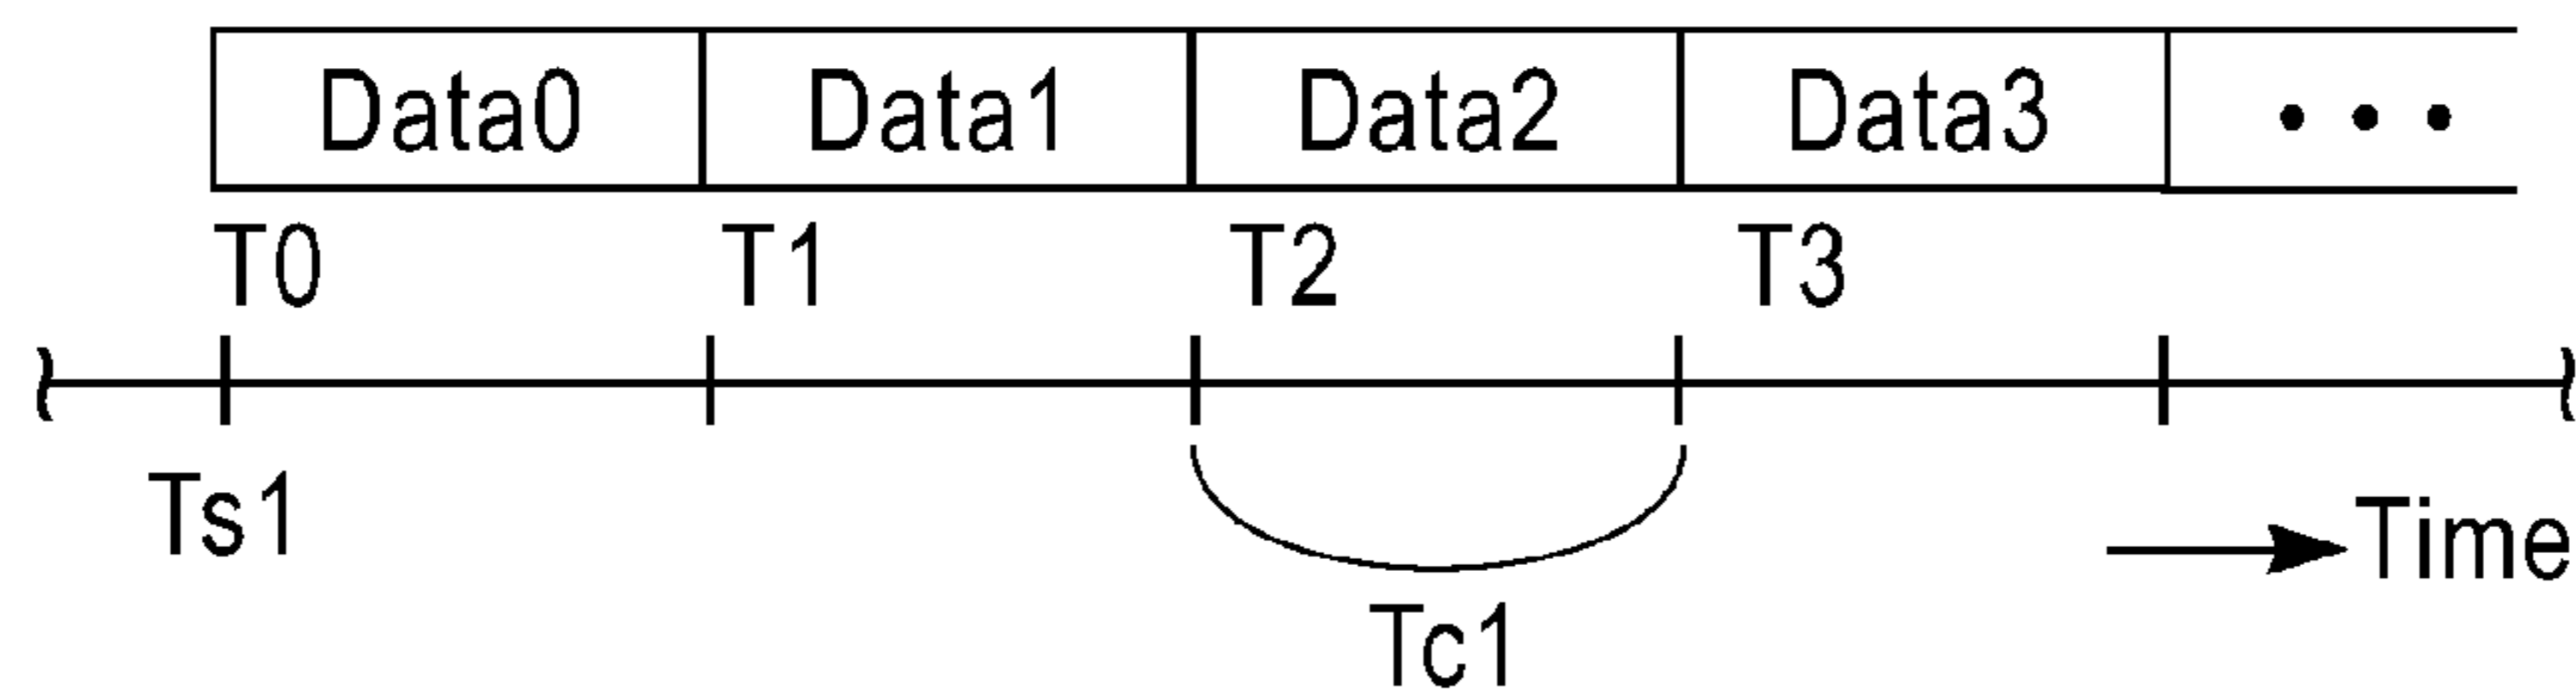 Data0 Data1 Data2 Data3 •••
T0 T1 T2 T3
Ts1
Time
Tc1